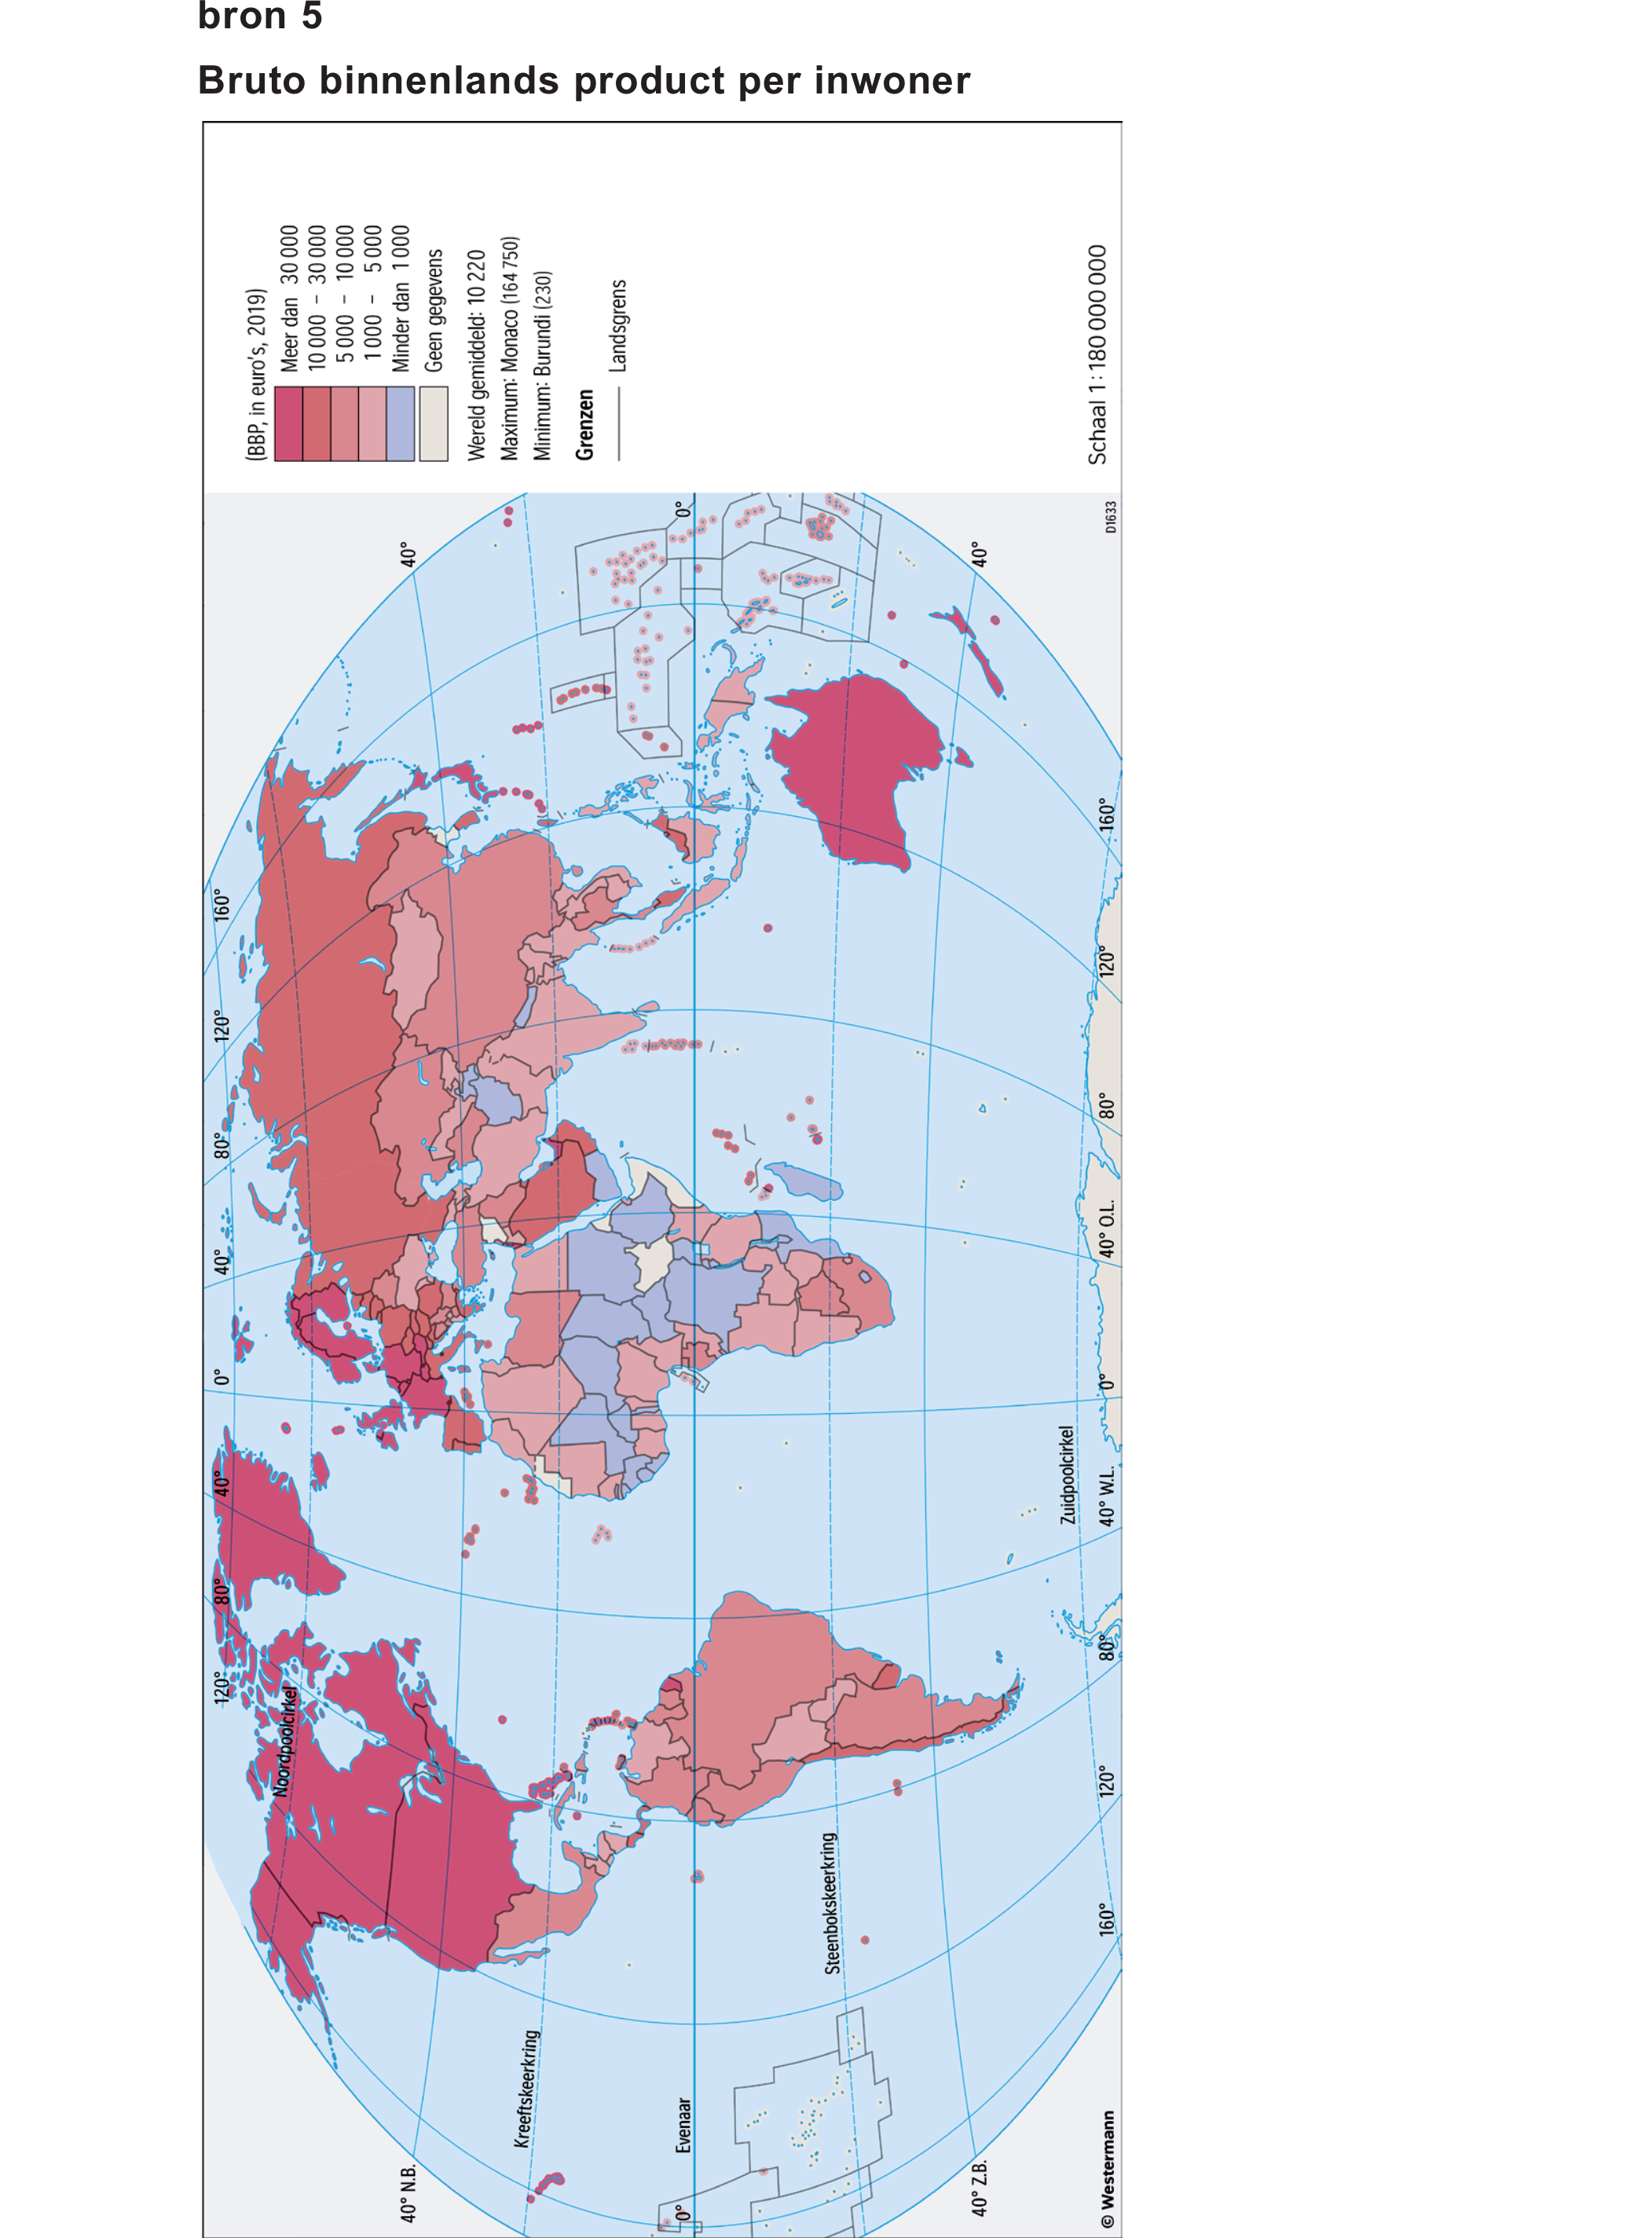 bron 5
Bruto binnenlands product per inwoner
(BBP, in euro's, 2019)
Meer dan 30 000
10 000 – 30 000
5 000 – 10 000
1 000 – 5 000
Minder dan 1 000
Geen gegevens
Wereld gemiddeld: 10 220
Maximum: Monaco (164 750)
Minimum: Burundi (230)
Grenzen
Landsgrens
Schaal 1 : 180 000 000
D1633
120°
80°
40°
0°
40°
80°
120°
160°
Noordpoolcirkel
40° N.B.
40°
Kreeftskeerkring
Evenaar
0°
0°
Steenbokskeerkring
40° Z.B.
40°
Zuidpoolcirkel
160°
120°
80°
40° W.L.
0°
40° O.L.
80°
120°
160°
© Westermann